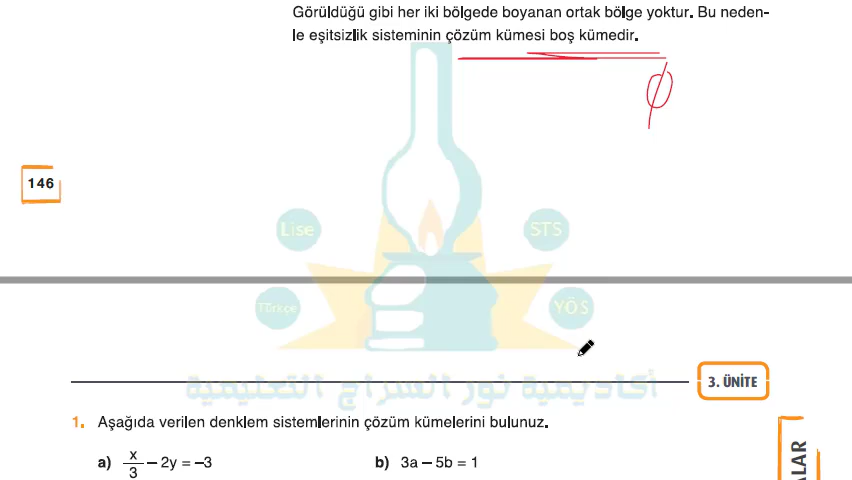 Görüldüğü gibi her iki bölgede boyanan ortak bölge yoktur. Bu neden-
le eşitsizlik sisteminin çözüm kümesi boş kümedir.
∅
146
Lise
STS
Türkçe
YÖS
أكاديمية نور السراج التعليمية
3. ÜNİTE
1. Aşağıda verilen denklem sistemlerinin çözüm kümelerini bulunuz.
a) x/3 – 2y = –3
b) 3a – 5b = 1
ALAR